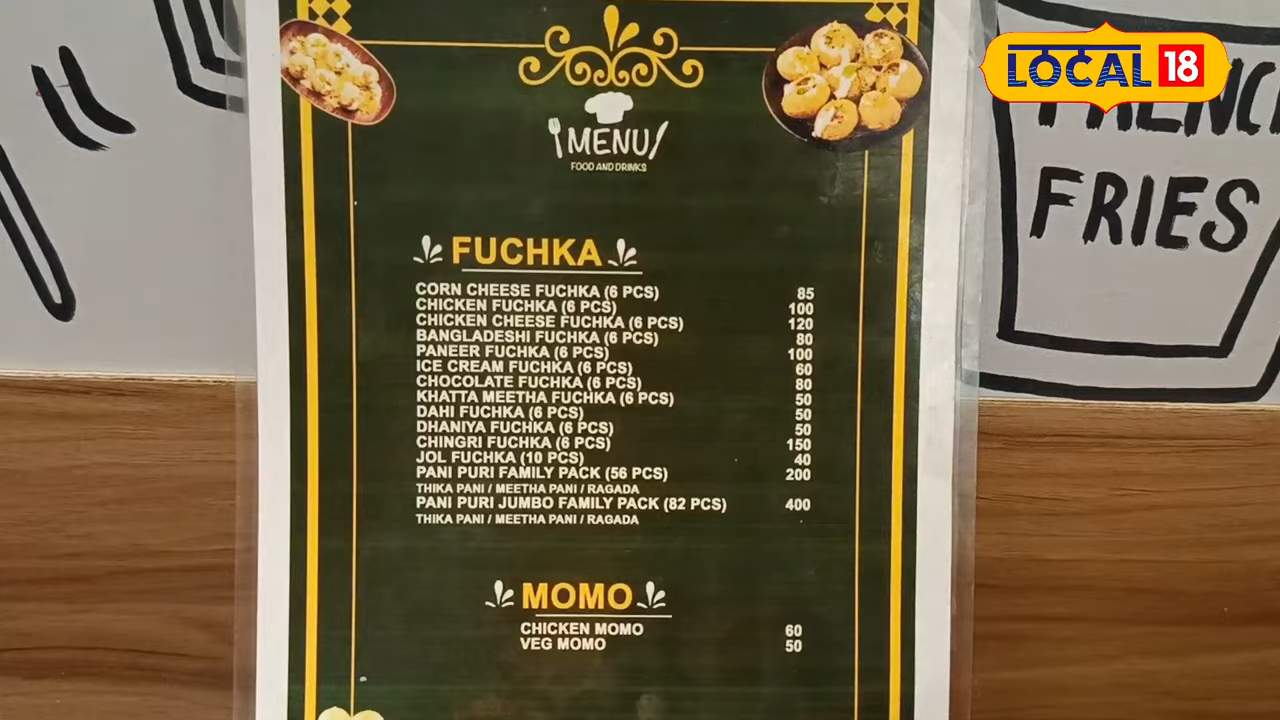 LOCAL 18
FRENC
FRIES
MENU
FOOD AND DRINKS
FUCHKA
CORN CHEESE FUCHKA (6 PCS) 85
CHICKEN FUCHKA (6 PCS) 100
CHICKEN CHEESE FUCHKA (6 PCS) 120
BANGLADESHI FUCHKA (6 PCS) 80
PANEER FUCHKA (6 PCS) 100
ICE CREAM FUCHKA (6 PCS) 60
CHOCOLATE FUCHKA (6 PCS) 80
KHATTA MEETHA FUCHKA (6 PCS) 50
DAHI FUCHKA (6 PCS) 50
DHANIYA FUCHKA (6 PCS) 50
CHINGRI FUCHKA (6 PCS) 150
JOL FUCHKA (10 PCS) 40
PANI PURI FAMILY PACK (56 PCS) 200
THIKA PANI / MEETHA PANI / RAGADA
PANI PURI JUMBO FAMILY PACK (82 PCS) 400
THIKA PANI / MEETHA PANI / RAGADA
MOMO
CHICKEN MOMO 60
VEG MOMO 50